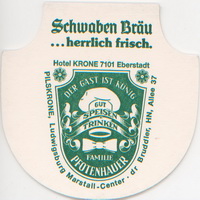 Schwaben Bräu
...herrlich frisch.
Hotel KRONE 7101 Eberstadt
PILSKRONE, Ludwigsburg Marstall-Center · dr Bruddler, HN, Allee 37
DER GAST IST KÖNIG
GUT
SPEISEN
TRINKEN
FAMILIE
PFUTENHAUER